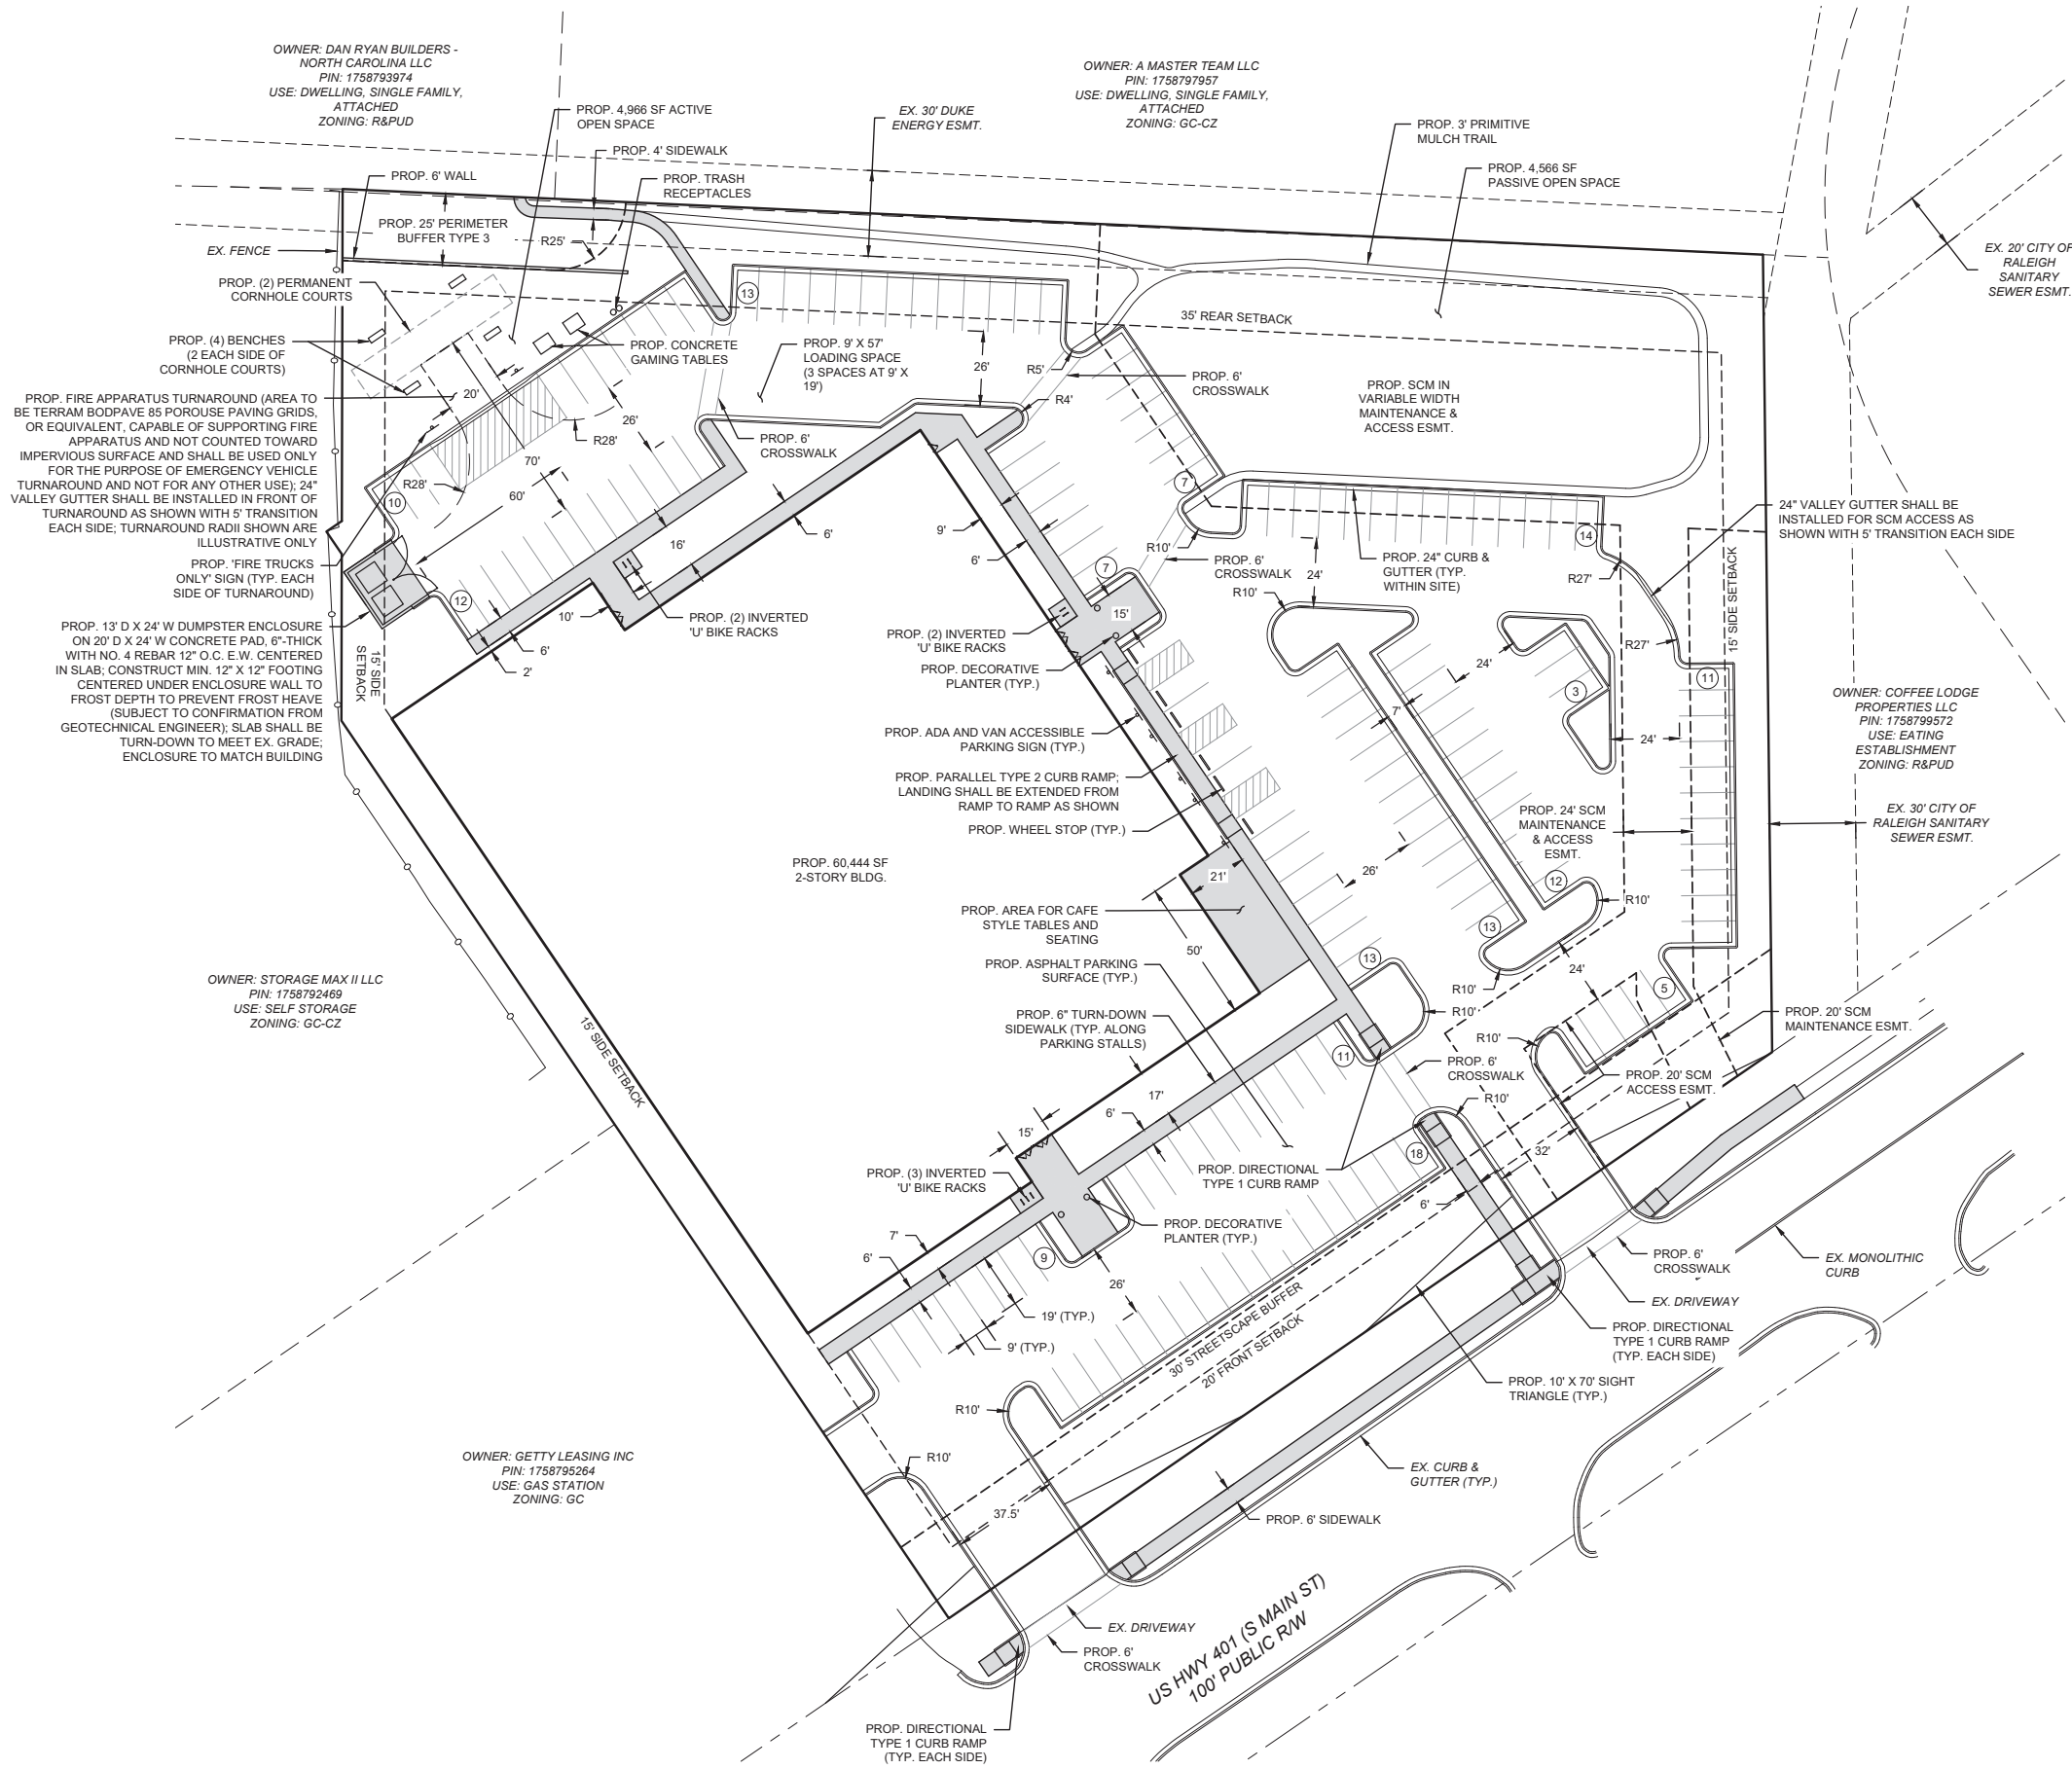 OWNER: DAN RYAN BUILDERS -
NORTH CAROLINA LLC
PIN: 1758793974
USE: DWELLING, SINGLE FAMILY,
ATTACHED
ZONING: R&PUD
OWNER: A MASTER TEAM LLC
PIN: 1758797957
USE: DWELLING, SINGLE FAMILY,
ATTACHED
ZONING: GC-CZ
PROP. 4,966 SF ACTIVE
OPEN SPACE
EX. 30' DUKE
ENERGY ESMT.
PROP. 3' PRIMITIVE
MULCH TRAIL
PROP. 4' SIDEWALK
PROP. 4,566 SF
PASSIVE OPEN SPACE
PROP. 6' WALL
PROP. TRASH
RECEPTACLES
PROP. 25' PERIMETER
BUFFER TYPE 3
R25'
EX. FENCE
EX. 20' CITY OF
RALEIGH
SANITARY
SEWER ESMT.
PROP. (2) PERMANENT
CORNHOLE COURTS
13
35' REAR SETBACK
PROP. (4) BENCHES
(2 EACH SIDE OF
CORNHOLE COURTS)
PROP. CONCRETE
GAMING TABLES
PROP. 9' X 57'
LOADING SPACE
(3 SPACES AT 9' X
19')
26'
R5'
PROP. 6'
CROSSWALK
PROP. SCM IN
VARIABLE WIDTH
MAINTENANCE &
ACCESS ESMT.
PROP. FIRE APPARATUS TURNAROUND (AREA TO
BE TERRAM BODPAVE 85 POROUSE PAVING GRIDS,
OR EQUIVALENT, CAPABLE OF SUPPORTING FIRE
APPARATUS AND NOT COUNTED TOWARD
IMPERVIOUS SURFACE AND SHALL BE USED ONLY
FOR THE PURPOSE OF EMERGENCY VEHICLE
TURNAROUND AND NOT FOR ANY OTHER USE); 24"
VALLEY GUTTER SHALL BE INSTALLED IN FRONT OF
TURNAROUND AS SHOWN WITH 5' TRANSITION
EACH SIDE; TURNAROUND RADII SHOWN ARE
ILLUSTRATIVE ONLY
20'
R4'
26'
R28'
PROP. 6'
CROSSWALK
70'
R28'
60'
10
7
24" VALLEY GUTTER SHALL BE
INSTALLED FOR SCM ACCESS AS
SHOWN WITH 5' TRANSITION EACH SIDE
9'
6'
16'
6'
R10'
14
PROP. 6'
CROSSWALK
PROP. 24" CURB &
GUTTER (TYP.
WITHIN SITE)
24'
R27'
PROP. 'FIRE TRUCKS
ONLY' SIGN (TYP. EACH
SIDE OF TURNAROUND)
7
R10'
12
10'
PROP. (2) INVERTED
'U' BIKE RACKS
15'
15' SIDE SETBACK
PROP. 13' D X 24' W DUMPSTER ENCLOSURE
ON 20' D X 24' W CONCRETE PAD, 6"-THICK
WITH NO. 4 REBAR 12" O.C. E.W. CENTERED
IN SLAB; CONSTRUCT MIN. 12" X 12" FOOTING
CENTERED UNDER ENCLOSURE WALL TO
FROST DEPTH TO PREVENT FROST HEAVE
(SUBJECT TO CONFIRMATION FROM
GEOTECHNICAL ENGINEER); SLAB SHALL BE
TURN-DOWN TO MEET EX. GRADE;
ENCLOSURE TO MATCH BUILDING
15' SIDE
SETBACK
6'
2'
PROP. (2) INVERTED
'U' BIKE RACKS
PROP. DECORATIVE
PLANTER (TYP.)
R27'
24'
11
3
7'
24'
OWNER: COFFEE LODGE
PROPERTIES LLC
PIN: 1758799572
USE: EATING
ESTABLISHMENT
ZONING: R&PUD
PROP. ADA AND VAN ACCESSIBLE
PARKING SIGN (TYP.)
PROP. PARALLEL TYPE 2 CURB RAMP;
LANDING SHALL BE EXTENDED FROM
RAMP TO RAMP AS SHOWN
PROP. WHEEL STOP (TYP.)
PROP. 24' SCM
MAINTENANCE
& ACCESS
ESMT.
EX. 30' CITY OF
RALEIGH SANITARY
SEWER ESMT.
PROP. 60,444 SF
2-STORY BLDG.
21'
26'
12
R10'
PROP. AREA FOR CAFE
STYLE TABLES AND
SEATING
13
50'
13
24'
PROP. ASPHALT PARKING
SURFACE (TYP.)
R10'
5
OWNER: STORAGE MAX II LLC
PIN: 1758792469
USE: SELF STORAGE
ZONING: GC-CZ
R10'
PROP. 20' SCM
MAINTENANCE ESMT.
PROP. 6" TURN-DOWN
SIDEWALK (TYP. ALONG
PARKING STALLS)
15' SIDE SETBACK
R10'
11
PROP. 6'
CROSSWALK
PROP. 20' SCM
ACCESS ESMT.
17'
6'
R10'
15'
18
32'
PROP. (3) INVERTED
'U' BIKE RACKS
PROP. DIRECTIONAL
TYPE 1 CURB RAMP
6'
7'
PROP. DECORATIVE
PLANTER (TYP.)
6'
9
PROP. 6'
CROSSWALK
EX. MONOLITHIC
CURB
26'
EX. DRIVEWAY
19' (TYP.)
30' STREETSCAPE BUFFER
20' FRONT SETBACK
9' (TYP.)
PROP. DIRECTIONAL
TYPE 1 CURB RAMP
(TYP. EACH SIDE)
PROP. 10' X 70' SIGHT
TRIANGLE (TYP.)
R10'
OWNER: GETTY LEASING INC
PIN: 1758795264
USE: GAS STATION
ZONING: GC
R10'
EX. CURB &
GUTTER (TYP.)
37.5'
PROP. 6' SIDEWALK
EX. DRIVEWAY
PROP. 6'
CROSSWALK
US HWY 401 (S MAIN ST)
100' PUBLIC R/W
PROP. DIRECTIONAL
TYPE 1 CURB RAMP
(TYP. EACH SIDE)